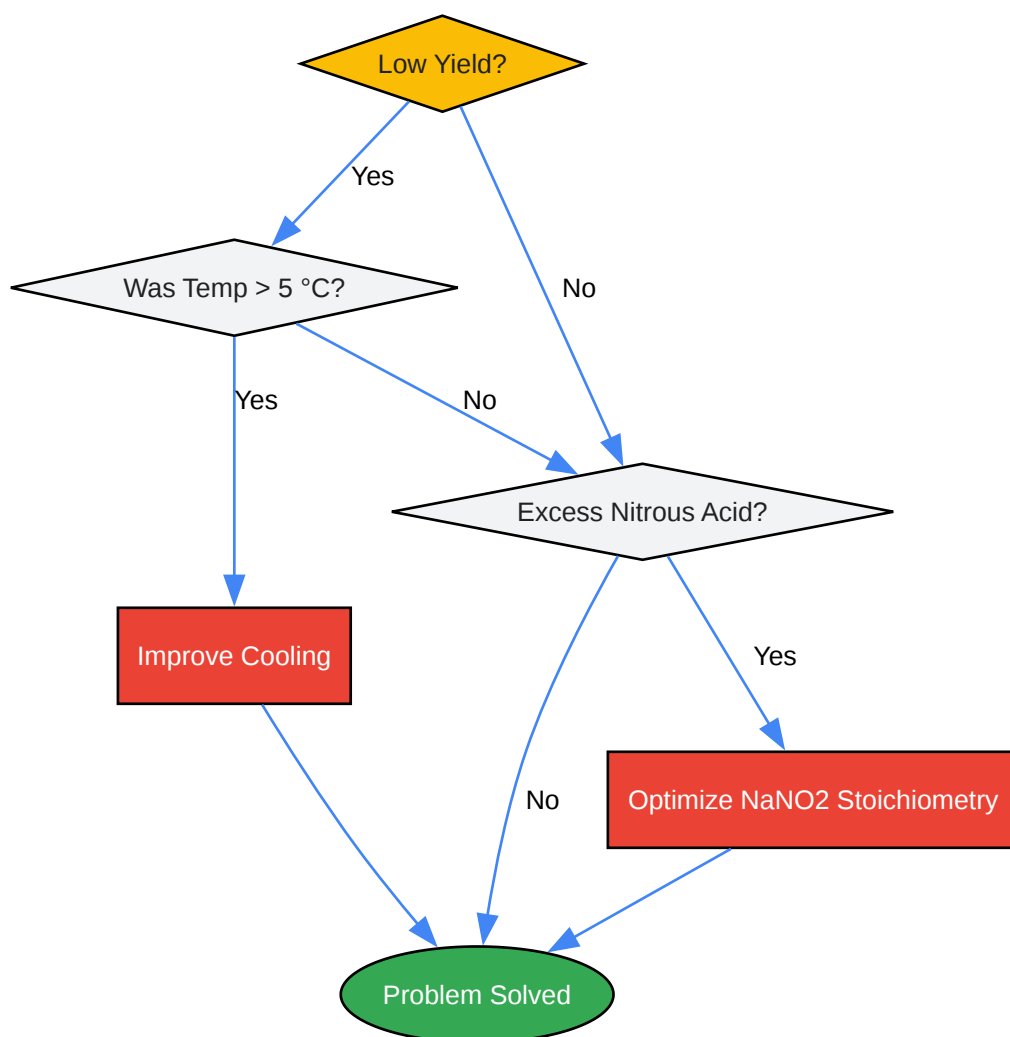 Low Yield?
Yes
Was Temp > 5 °C?
No
Yes
No
Excess Nitrous Acid?
Improve Cooling
Yes
No
Optimize NaNO2 Stoichiometry
Problem Solved